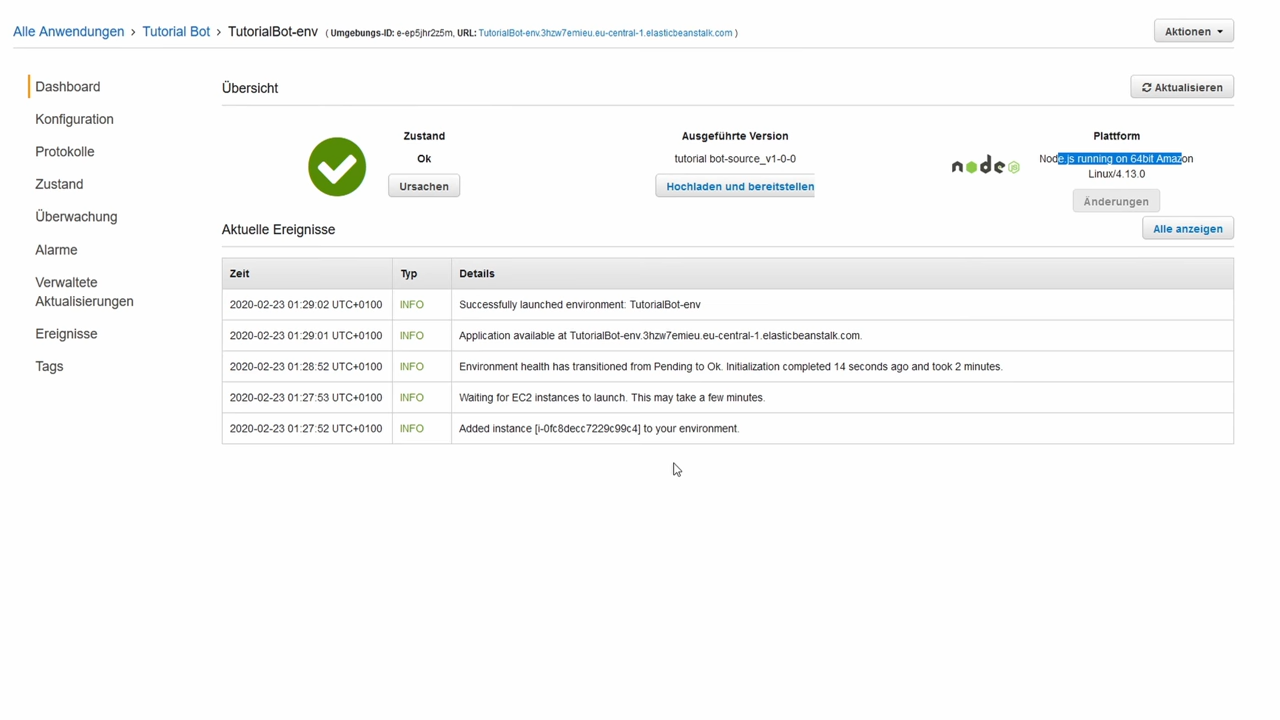 Alle Anwendungen › Tutorial Bot › TutorialBot-env ( Umgebungs-ID: e-ep5jhr2z5m, URL: TutorialBot-env.3hzw7emieu.eu-central-1.elasticbeanstalk.com )
Aktionen
Dashboard
Konfiguration
Protokolle
Zustand
Überwachung
Alarme
Verwaltete
Aktualisierungen
Ereignisse
Tags
Übersicht
Aktualisieren
Zustand
Ok
Ursachen
Ausgeführte Version
tutorial bot-source_v1-0-0
Hochladen und bereitstellen
node JS
Plattform
Node.js running on 64bit Amazon
Linux/4.13.0
Änderungen
Aktuelle Ereignisse
Alle anzeigen
Zeit Typ Details
2020-02-23 01:29:02 UTC+0100 INFO Successfully launched environment: TutorialBot-env
2020-02-23 01:29:01 UTC+0100 INFO Application available at TutorialBot-env.3hzw7emieu.eu-central-1.elasticbeanstalk.com.
2020-02-23 01:28:52 UTC+0100 INFO Environment health has transitioned from Pending to Ok. Initialization completed 14 seconds ago and took 2 minutes.
2020-02-23 01:27:53 UTC+0100 INFO Waiting for EC2 instances to launch. This may take a few minutes.
2020-02-23 01:27:52 UTC+0100 INFO Added instance [i-0fc8decc7229c99c4] to your environment.